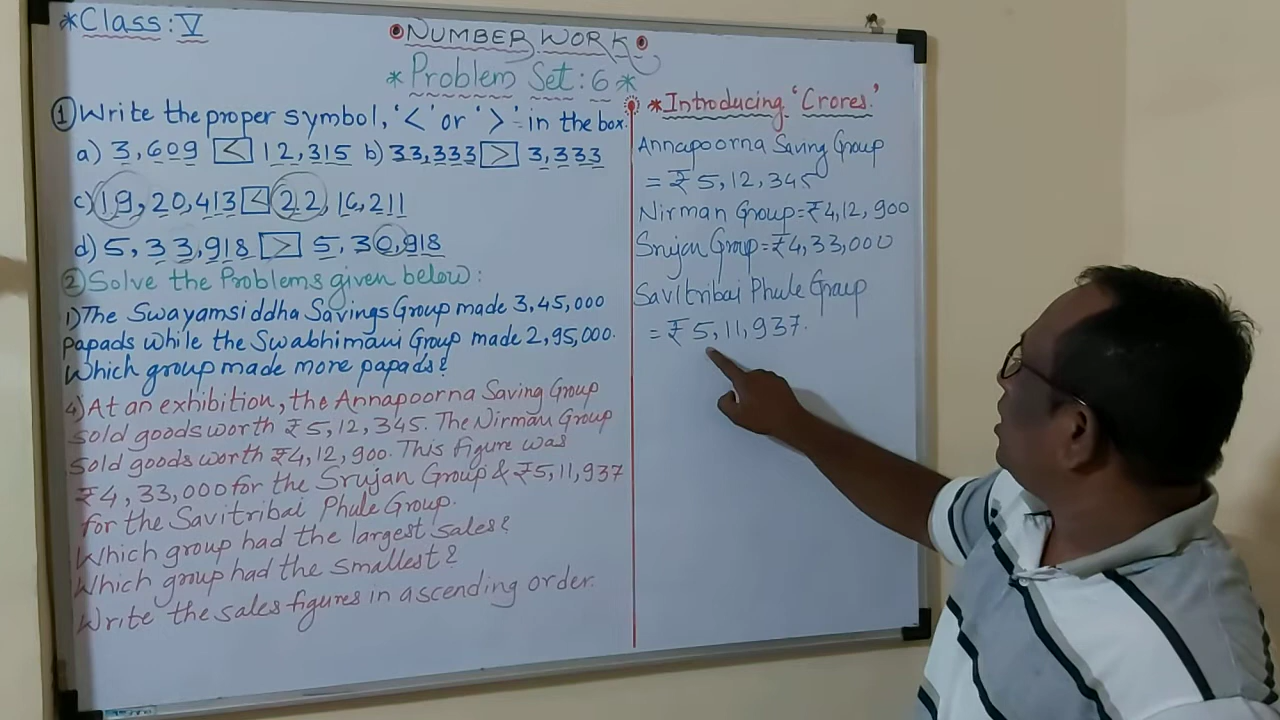 *Class: V
NUMBER WORK
* Problem Set: 6 *
① Write the proper symbol, '<' or '>' in the box.
a) 3,609 < 12,315 b) 33,333 > 3,333
c) 19,20,413 < 22,16,211
d) 5,33,918 > 5,30,918
② Solve the Problems given below:
1) The Swayamsiddha Savings Group made 3,45,000
papads while the Swabhimani Group made 2,95,000.
Which group made more papads?
4) At an exhibition, the Annapoorna Saving Group
sold goods worth ₹5,12,345. The Nirman Group
sold goods worth ₹4,12,900. This figure was
₹4,33,000 for the Srujan Group & ₹5,11,937
for the Savitribai Phule Group.
Which group had the largest sales?
Which group had the smallest?
Write the sales figures in ascending order.
* Introducing 'Crores.'
Annapoorna Saving Group
= ₹5,12,345
Nirman Group=₹4,12,900
Srujan Group=₹4,33,000
Savitribai Phule Group
= ₹5,11,937.